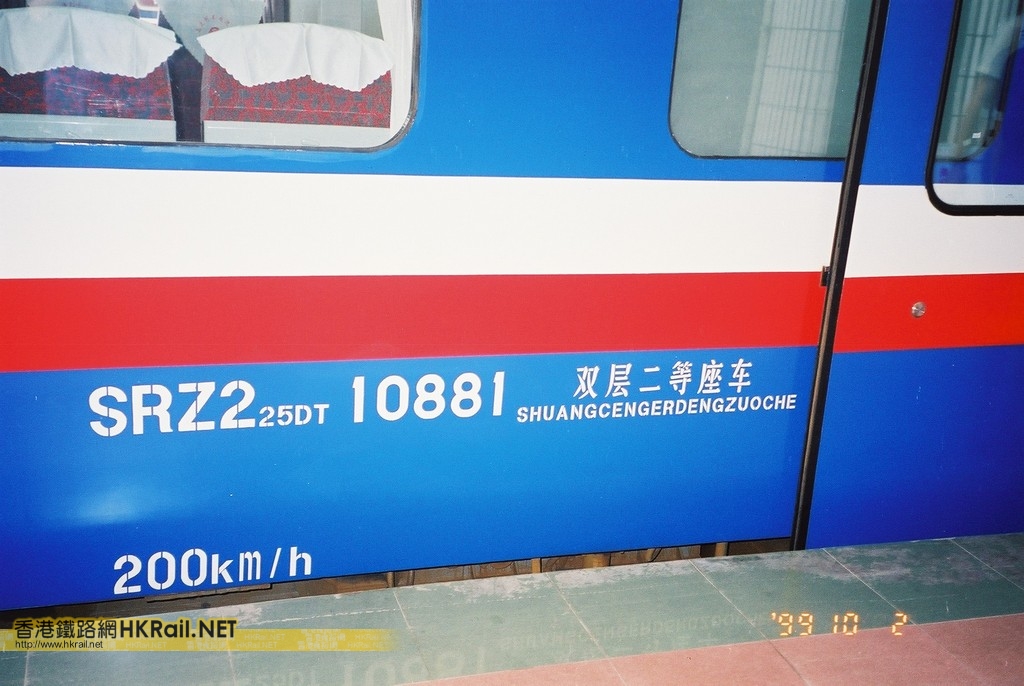 SRZ2 25DT 10881 双层二等座车
SHUANGCENGERDENGZUOCHE
200km/h
香港鐵路網HKRail.NET
http://www.hkrail.net
'99 10 2